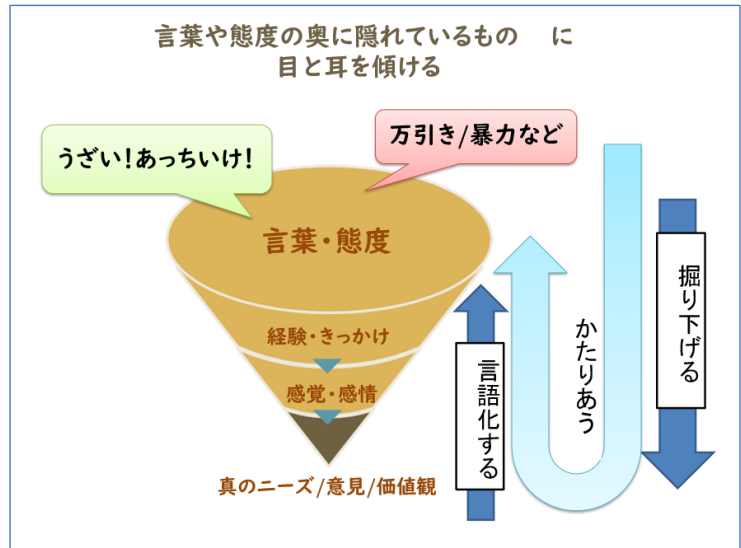 言葉や態度の奥に隠れているもの　に
目と耳を傾ける
うざい！あっちいけ！
万引き/暴力など
言葉・態度
経験・きっかけ
感覚・感情
真のニーズ/意見/価値観
言語化する
かたりあう
掘り下げる